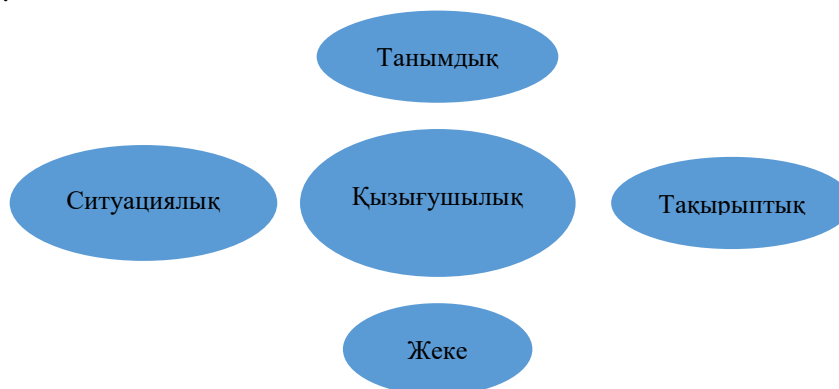 Танымдық
Ситуациялық
Қызығушылық
Тақырыптық
Жеке